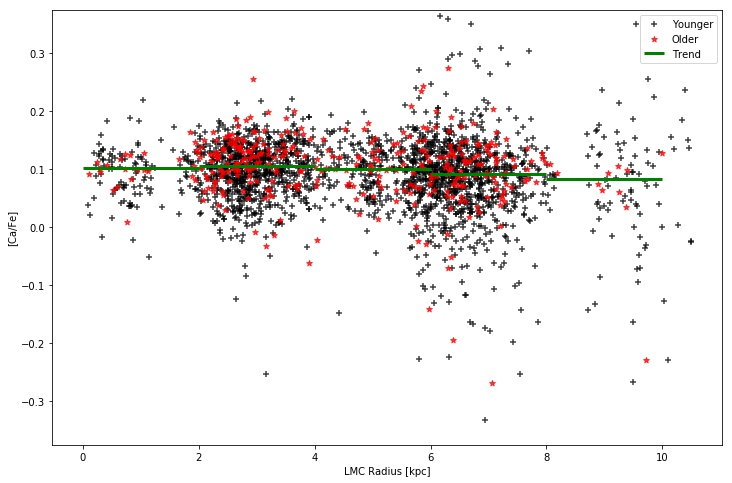 Younger
Older
Trend
0.3
0.2
0.1
0.0
−0.1
−0.2
−0.3
[Ca/Fe]
0 2 4 6 8 10
LMC Radius [kpc]